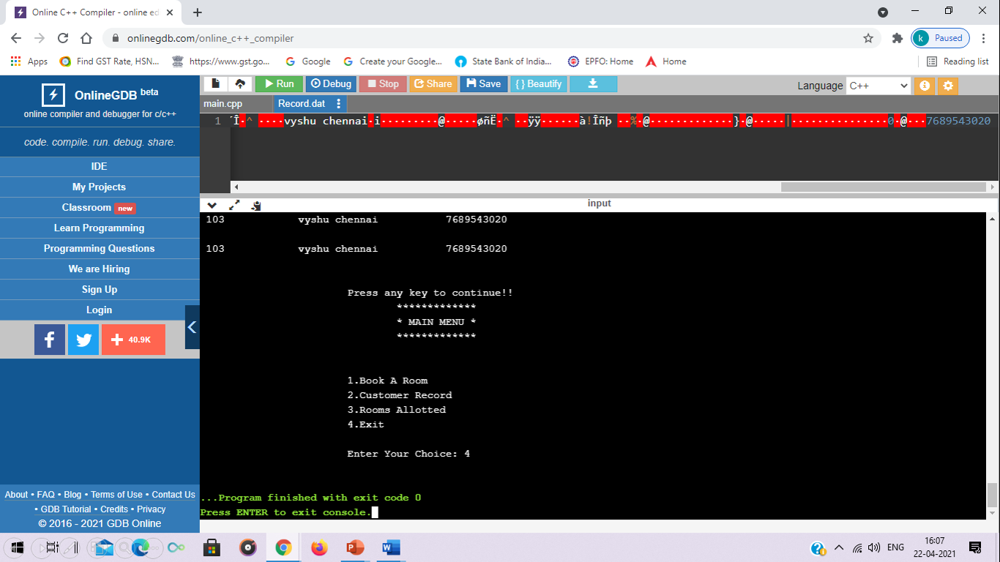 Online C++ Compiler - online ed
onlinegdb.com/online_c++_compiler
k Paused
Apps Find GST Rate, HSN... https://www.gst.go... Google Create your Google... State Bank of India... EPFO: Home Home Reading list
OnlineGDB beta
online compiler and debugger for c/c++
code. compile. run. debug. share.
IDE
My Projects
Classroom new
Learn Programming
Programming Questions
We are Hiring
Sign Up
Login
40.9K
About • FAQ • Blog • Terms of Use • Contact Us
• GDB Tutorial • Credits • Privacy
© 2016 - 2021 GDB Online
Run Debug Stop Share Save { } Beautify
Language C++
main.cpp Record.dat
1 vyshu chennai 7689543020
input
103 vyshu chennai 7689543020
103 vyshu chennai 7689543020
Press any key to continue!!
*************
* MAIN MENU *
*************
1.Book A Room
2.Customer Record
3.Rooms Allotted
4.Exit
Enter Your Choice: 4
...Program finished with exit code 0
Press ENTER to exit console.
ENG
16:07
22-04-2021